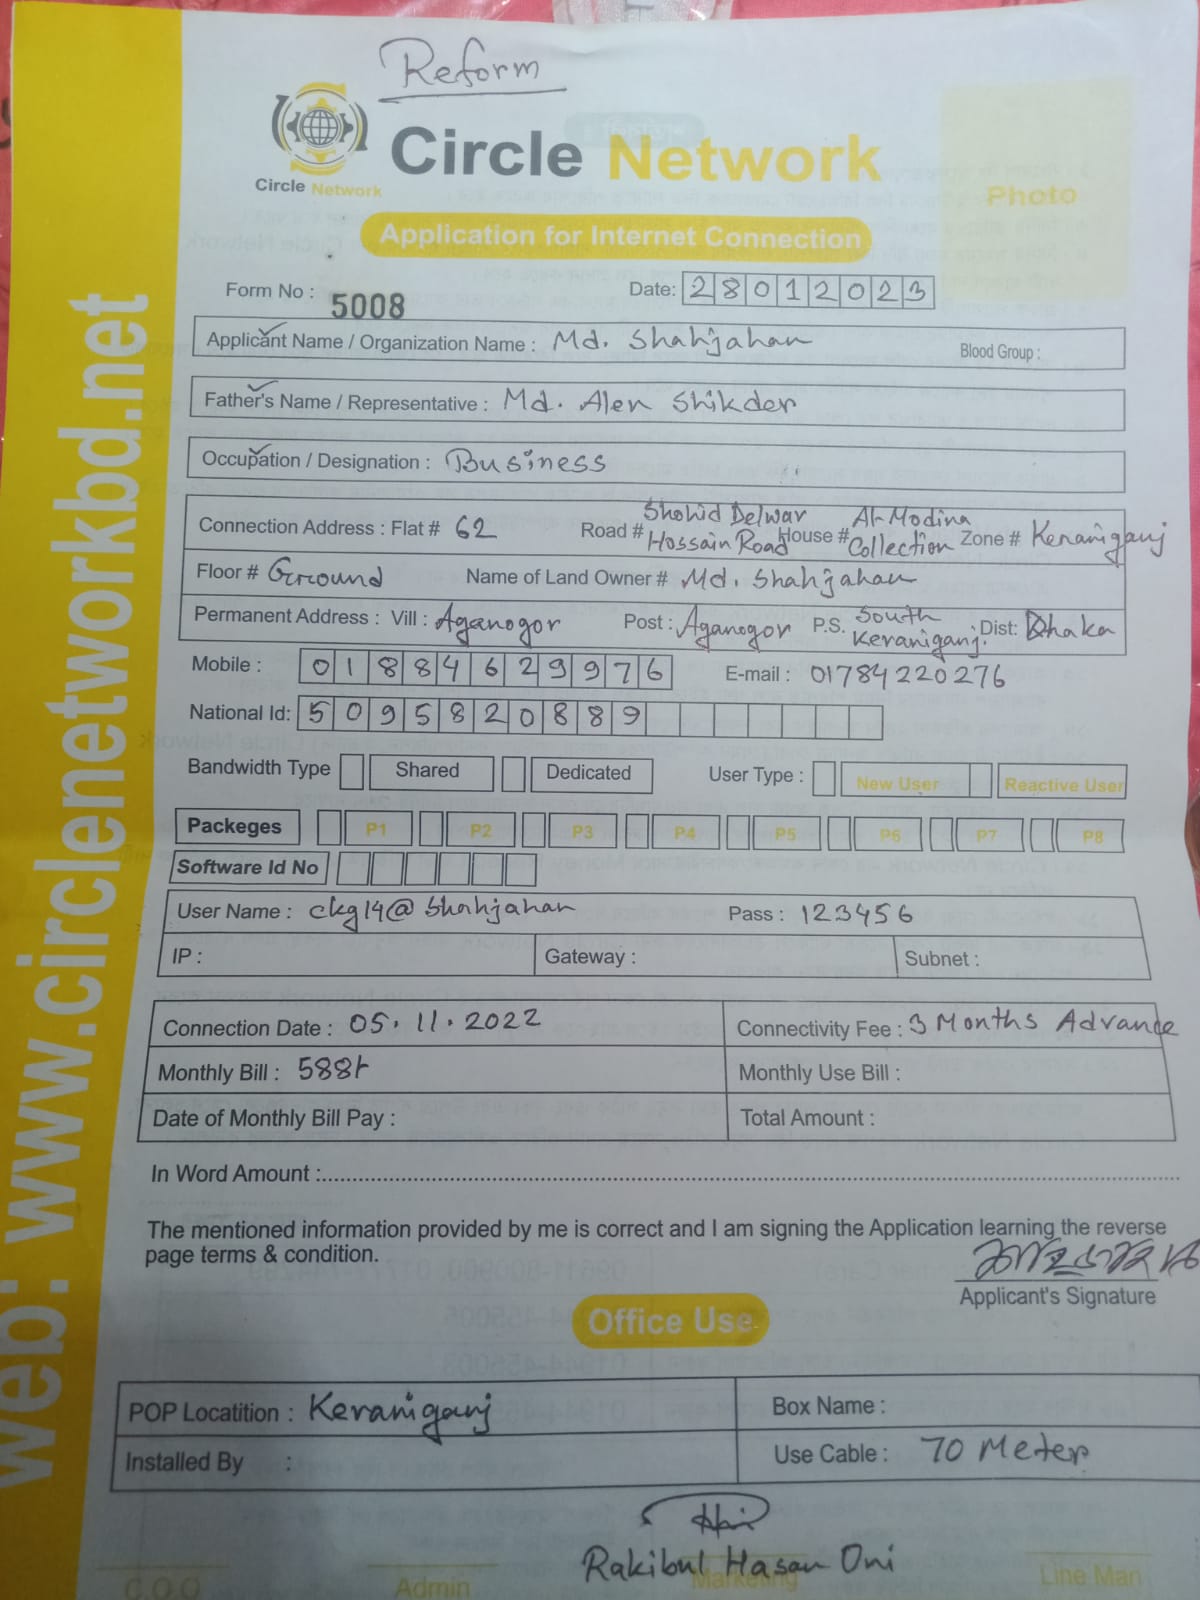 Reform
Circle Network
Circle Network
Photo
Application for Internet Connection
Form No : 5008
Date: 28012023
Applicant Name / Organization Name : Md. Shahjahan Blood Group :
Father's Name / Representative : Md. Alen Shikder
Occupation / Designation : Business
Connection Address : Flat # 62 Road # Shohid Delwar Hossain Road House # Al-Modina Collection Zone # Keraniganj
Floor # Ground Name of Land Owner # Md. Shahjahan
Permanent Address : Vill : Aganogor Post : Aganogor P.S. South Keraniganj. Dist: Dhaka
Mobile : 01884629976 E-mail : 01784220276
National Id: 5095820889
Bandwidth Type Shared Dedicated User Type : New User Reactive User
Packeges P1 P2 P3 P4 P5 P6 P7 P8
Software Id No
User Name : ckg14@shahjahan Pass : 123456
IP : Gateway : Subnet :
Connection Date : 05.11.2022 Connectivity Fee : 3 Months Advance
Monthly Bill : 588 Monthly Use Bill :
Date of Monthly Bill Pay : Total Amount :
In Word Amount :
The mentioned information provided by me is correct and I am signing the Application learning the reverse
page terms & condition.
Applicant's Signature
Office Use
POP Locatition : Keraniganj Box Name :
Installed By : Use Cable : 70 Meter
Rakibul Hasan Oni
C.O.O Admin Marketing Line Man
web: www.circlenetworkbd.net